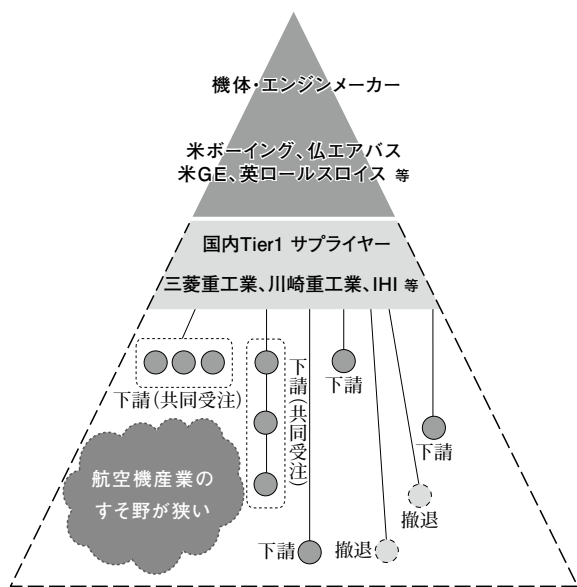 機体・エンジンメーカー
米ボーイング、仏エアバス
米GE、英ロールスロイス 等
国内Tier1 サプライヤー
三菱重工業、川崎重工業、IHI 等
下請(共同受注)
下請(共同受注)
下請
下請
撤退
下請
撤退
航空機産業の
すそ野が狭い